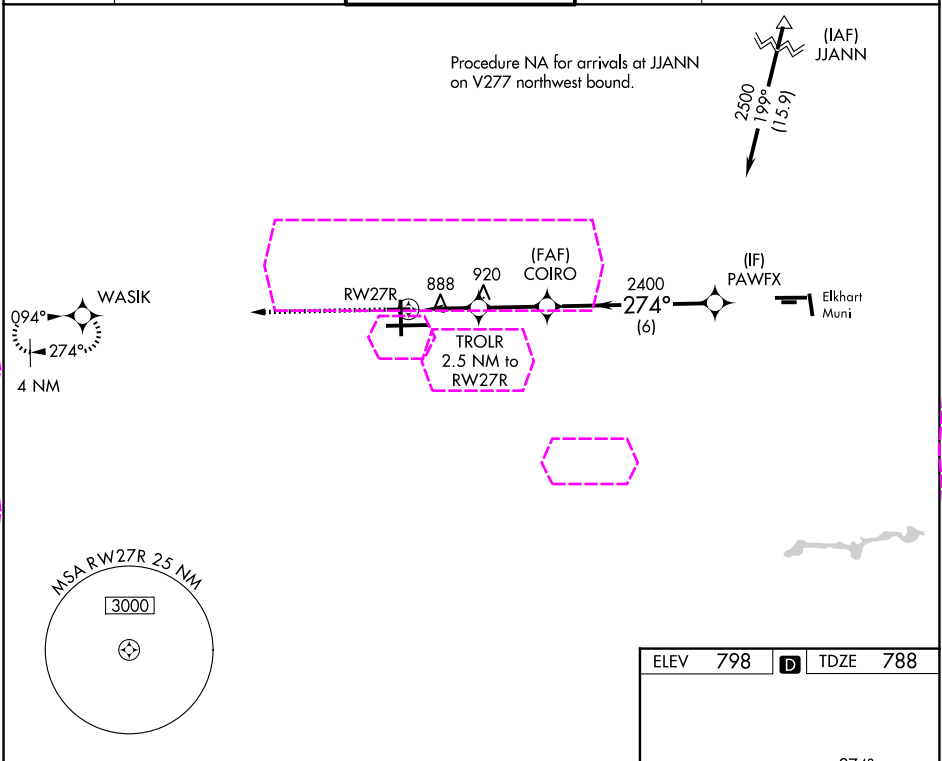 (IAF)
JJANN
Procedure NA for arrivals at JJANN
on V277 northwest bound.
2500
199°
(15.9)
(FAF)
COIRO
(IF)
PAWFX
920
888
2400
274°
(6)
RW27R
WASIK
Elkhart
Muni
094°
274°
4 NM
TROLR
2.5 NM to
RW27R
MSA RW27R 25 NM
3000
ELEV 798 D TDZE 788